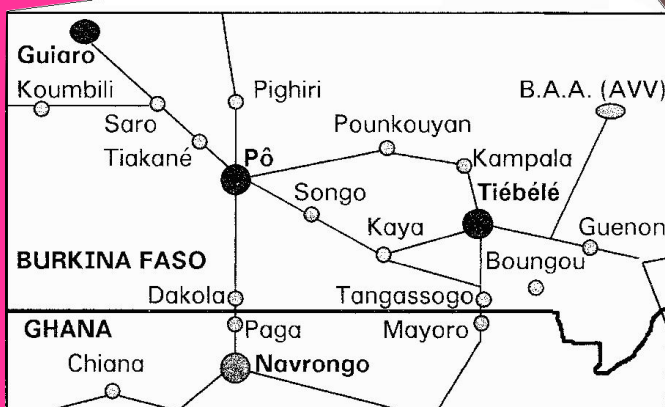 Guiaro
Koumbili
Pighiri
B.A.A. (AVV)
Saro
Pounkouyan
Tiakané
Pô
Kampala
Songo
Tiébélé
Kaya
Guenon
BURKINA FASO
Boungou
Dakola
Tangassogo
GHANA
Paga
Mayoro
Chiana
Navrongo